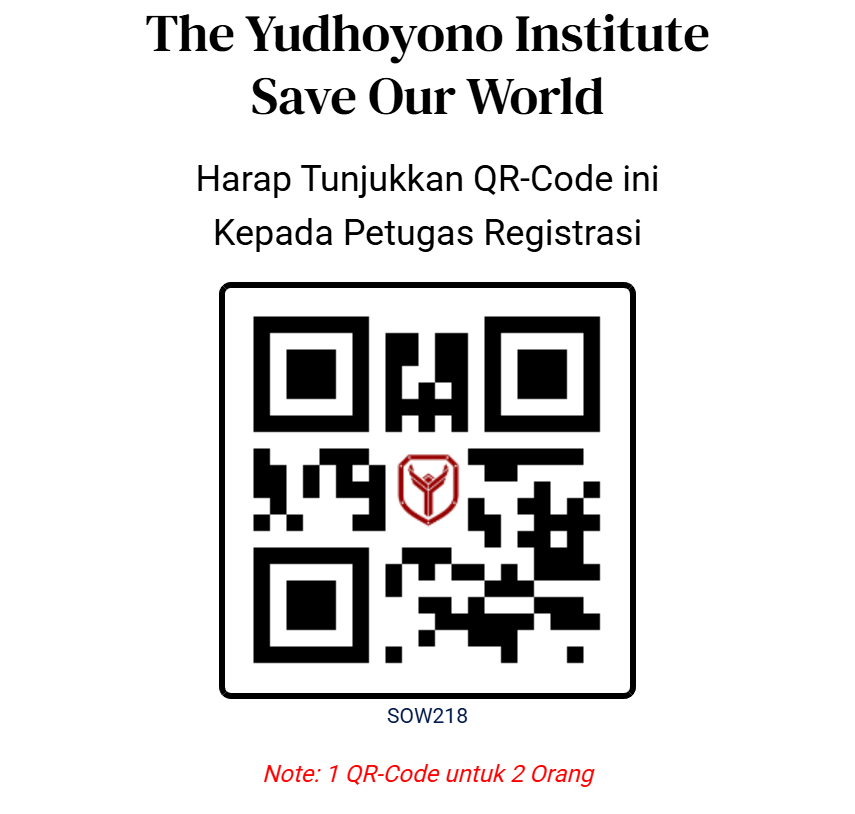 The Yudhoyono Institute
Save Our World
Harap Tunjukkan QR-Code ini
Kepada Petugas Registrasi
SOW218
Note: 1 QR-Code untuk 2 Orang